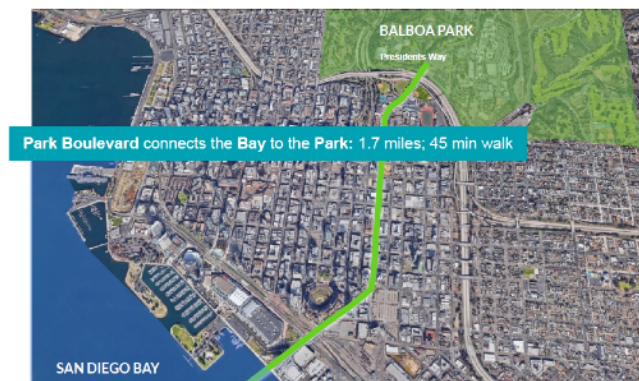 BALBOA PARK
Presidents Way
Park Boulevard connects the Bay to the Park: 1.7 miles; 45 min walk
SAN DIEGO BAY